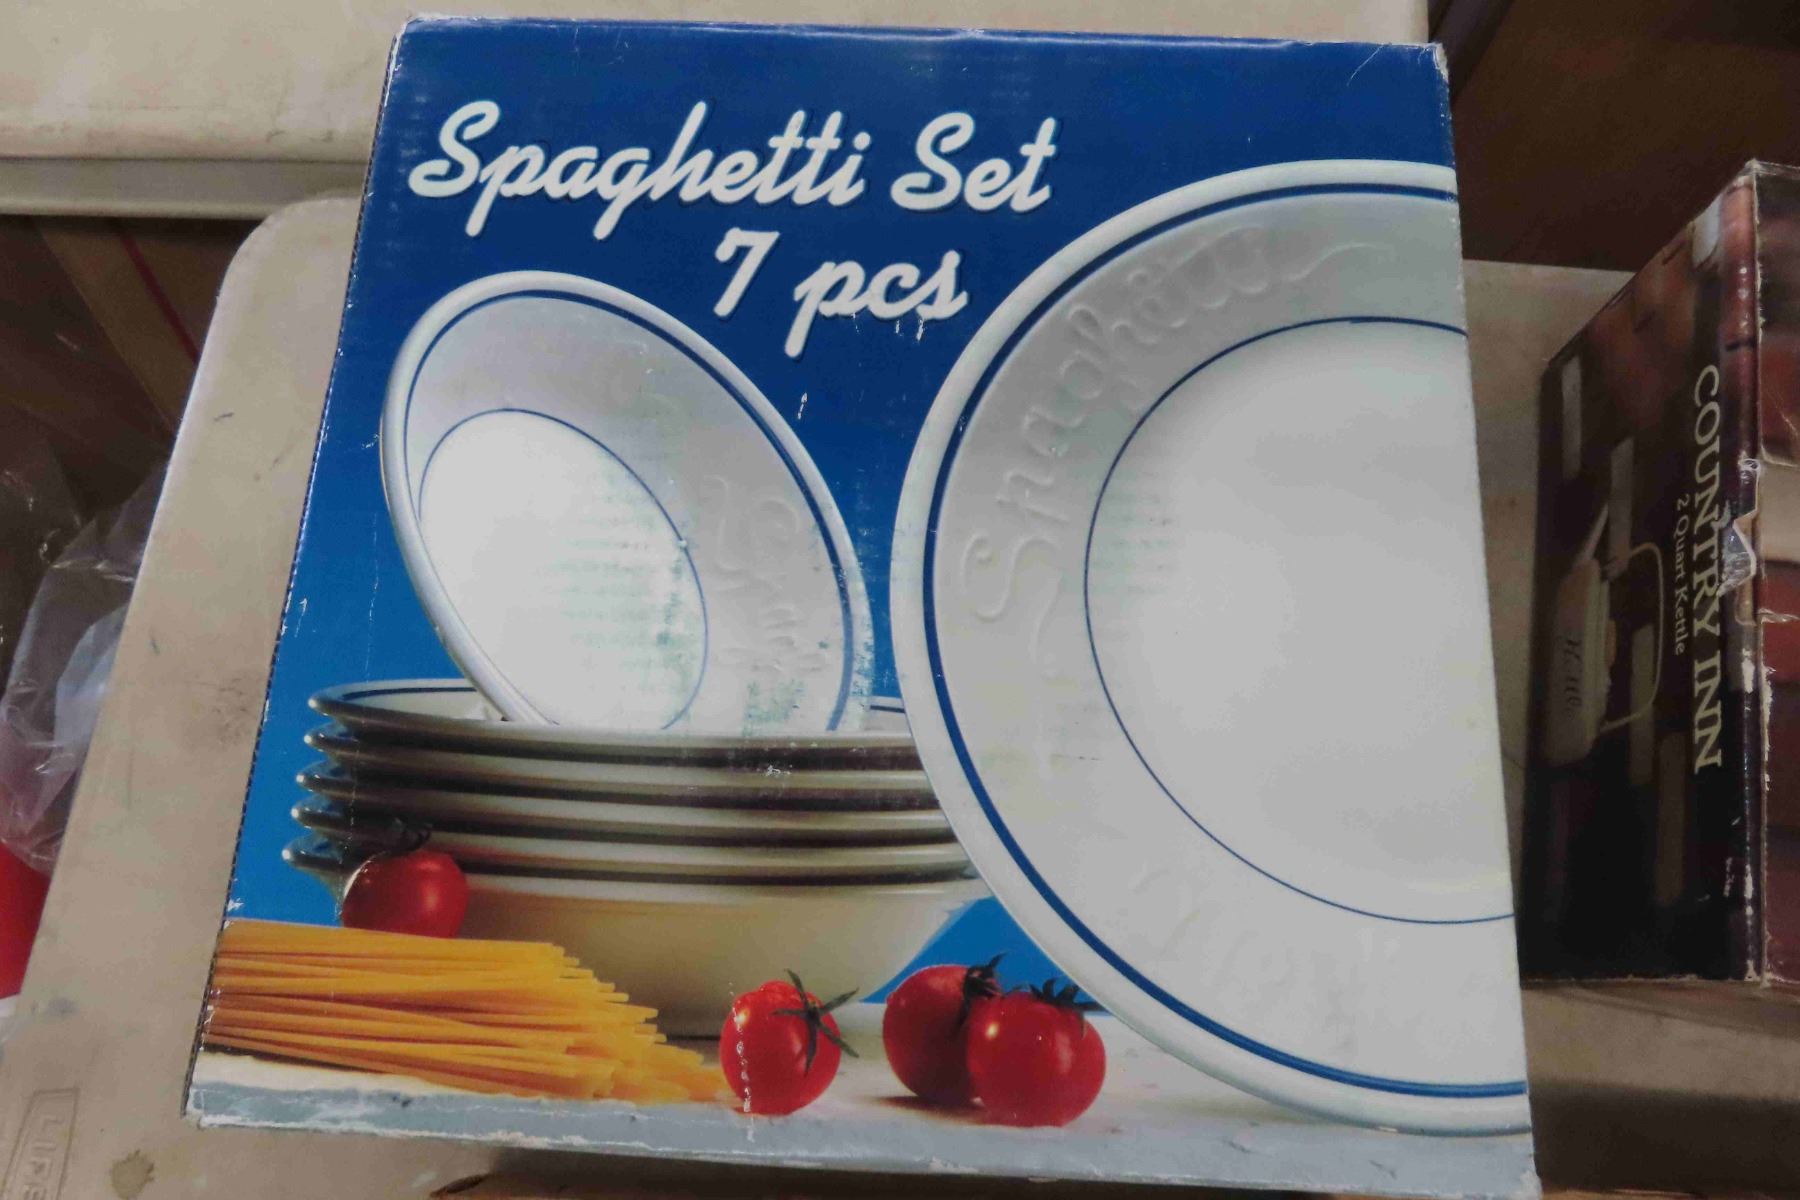 Spaghetti Set
7 pcs
Spaghetti
COUNTRY INN
2 Quart Kettle